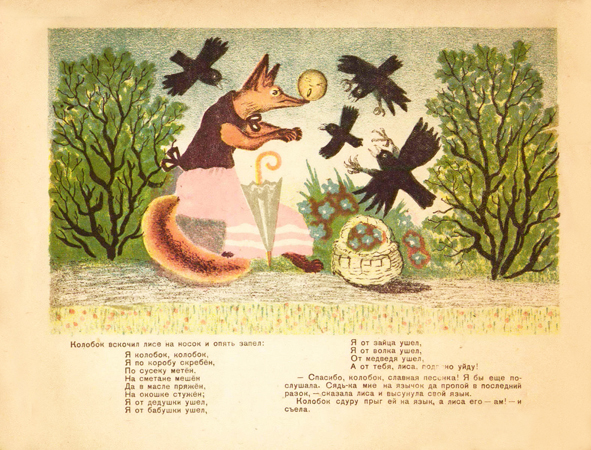 Колобок вскочил лисе на носок и опять запел:
Я колобок, колобок,
Я по коробу скребён,
По сусеку метён,
На сметане мешён
Да в масле пряжён,
На окошке стужён;
Я от дедушки ушел,
Я от бабушки ушел,
Я от зайца ушел,
Я от волка ушел,
От медведя ушел,
А от тебя, лиса, уйду!
— Спасибо, колобок, славная песенка! Я бы еще по-
слушала. Сядь-ка мне на язычок да пропой в последний
разок, — сказала лиса и высунула свой язык.
Колобок сдуру прыг ей на язык, а лиса его — ам! — и
съела.